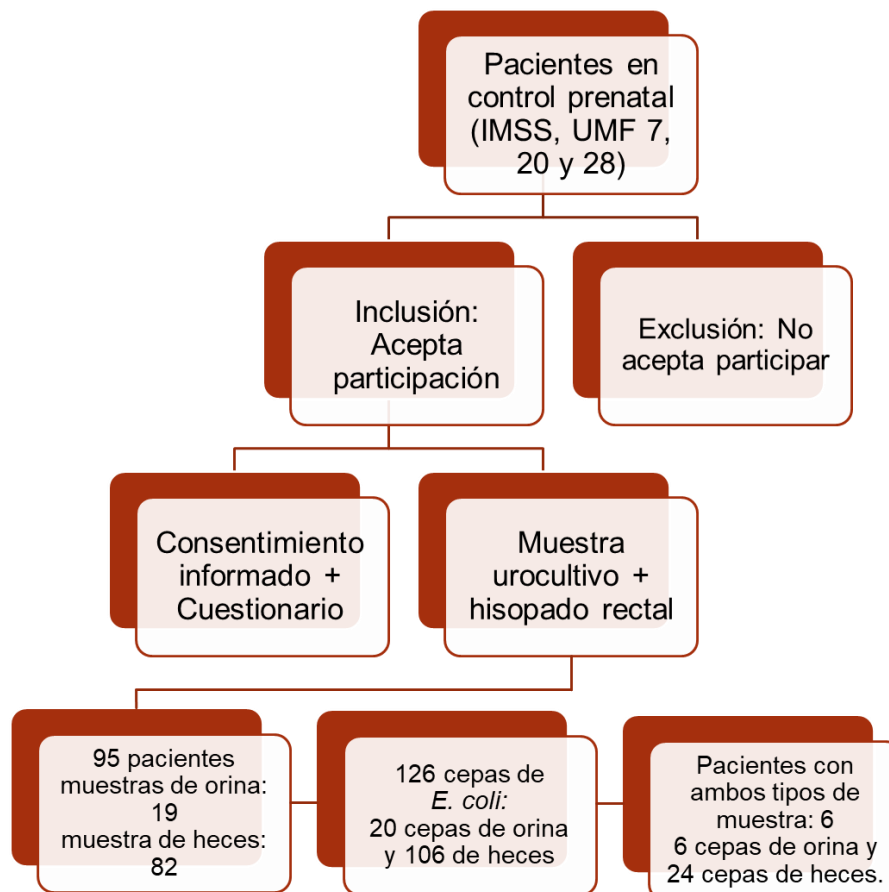 Pacientes en
control prenatal
(IMSS, UMF 7,
20 y 28)
Inclusión:
Acepta
participación
Exclusión: No
acepta participar
Consentimiento
informado +
Cuestionario
Muestra
urocultivo +
hisopado rectal
95 pacientes
muestras de orina:
19
muestra de heces:
82
126 cepas de
E. coli:
20 cepas de orina
y 106 de heces
Pacientes con
ambos tipos de
muestra: 6
6 cepas de orina y
24 cepas de heces.